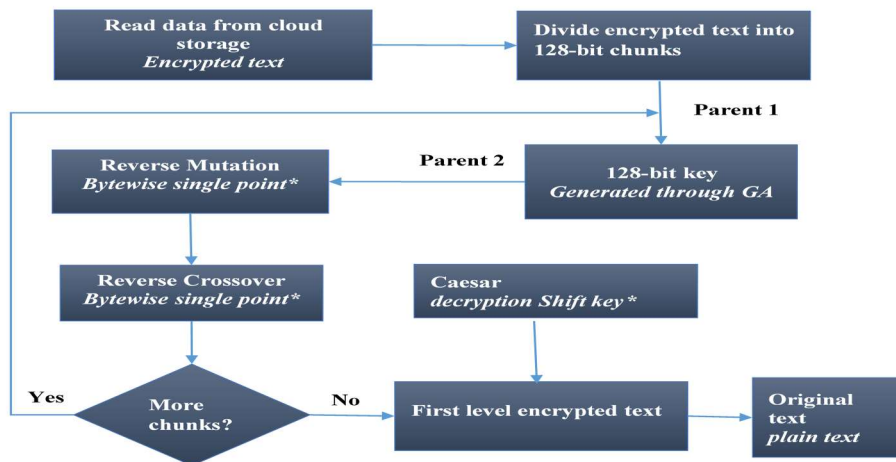 Read data from cloud
storage
Encrypted text
Divide encrypted text into
128-bit chunks
Parent 1
Reverse Mutation
Bytewise single point*
Parent 2
128-bit key
Generated through GA
Reverse Crossover
Bytewise single point*
Caesar
decryption Shift key*
Yes
More
chunks?
No
First level encrypted text
Original
text
plain text